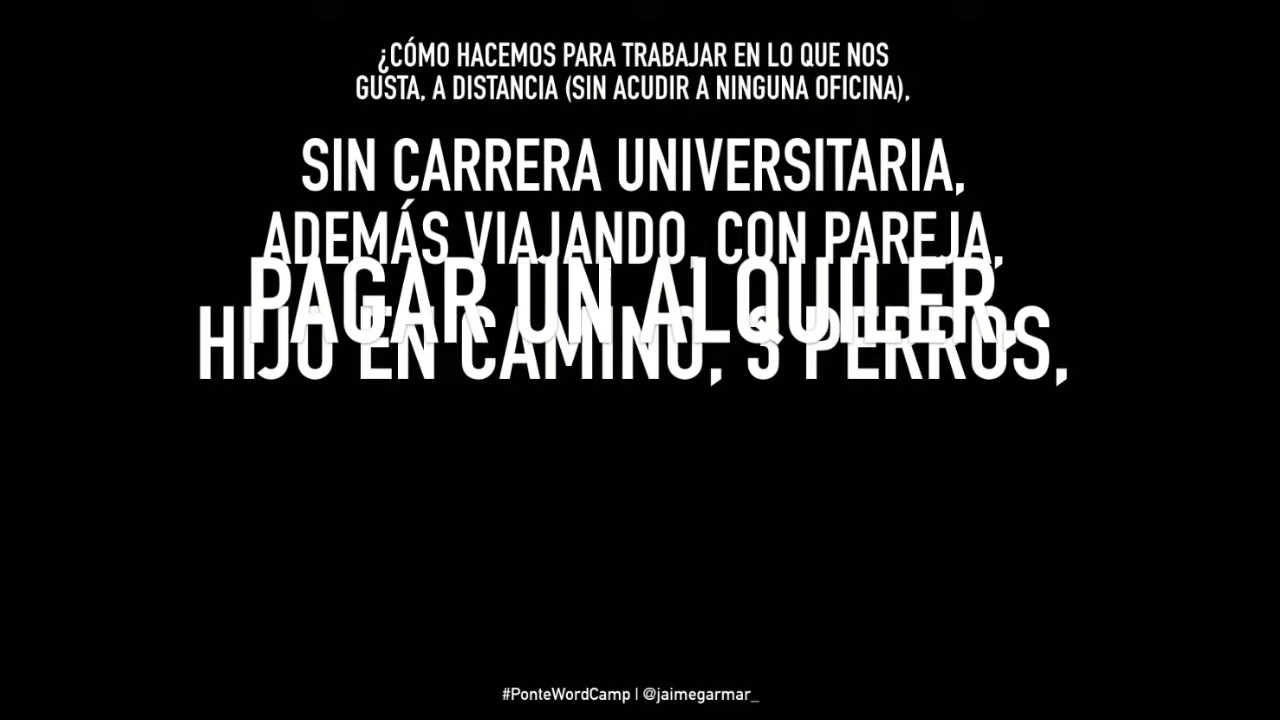 ¿CÓMO HACEMOS PARA TRABAJAR EN LO QUE NOS
GUSTA, A DISTANCIA (SIN ACUDIR A NINGUNA OFICINA),
SIN CARRERA UNIVERSITARIA,
ADEMÁS VIAJANDO, CON PAREJA,
PAGAR UN ALQUILER,
HIJO EN CAMINO, 3 PERROS,
#PonteWordCamp | @jaimegarmar_